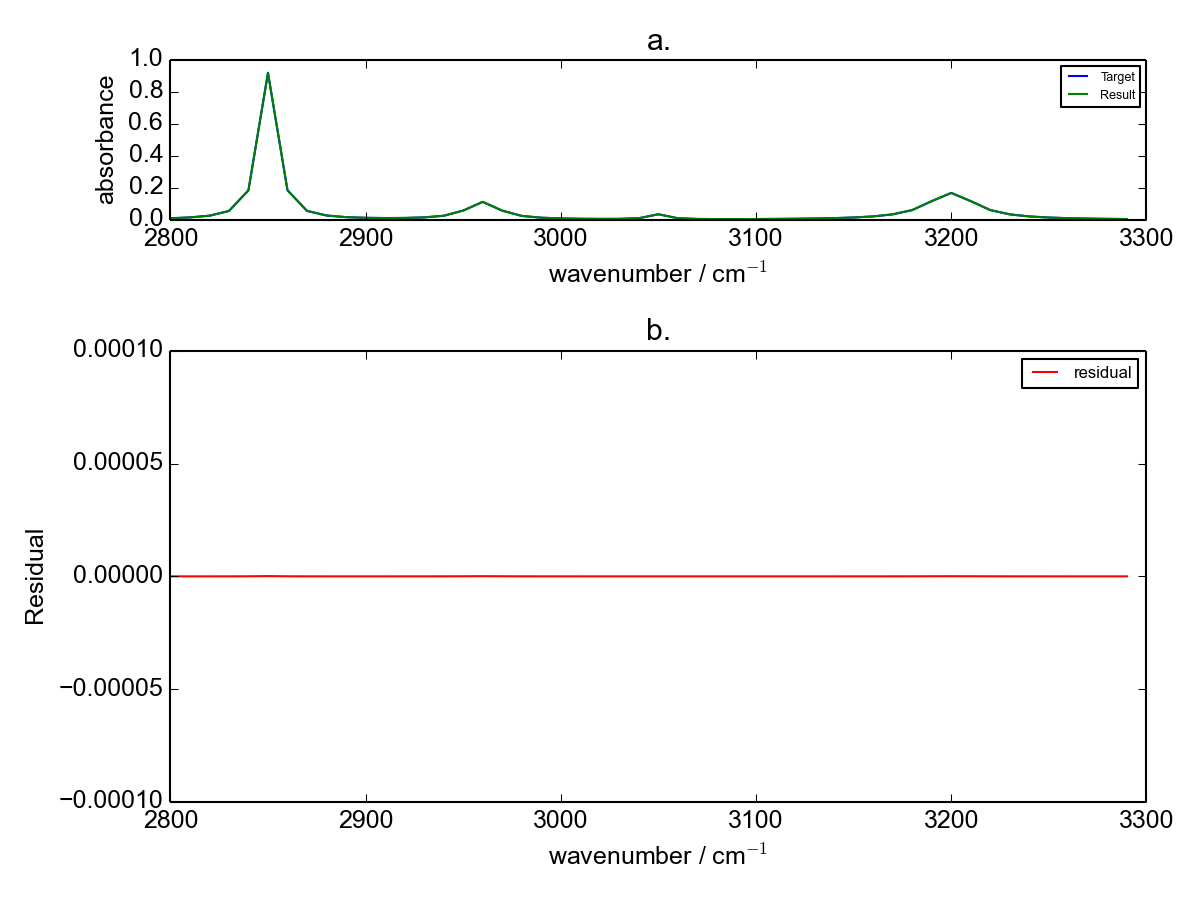 a.
1.0
0.8
0.6
0.4
0.2
0.0
absorbance
Target
Result
2800 2900 3000 3100 3200 3300
wavenumber / cm⁻¹
b.
0.00010
0.00005
0.00000
−0.00005
−0.00010
Residual
residual
2800 2900 3000 3100 3200 3300
wavenumber / cm⁻¹